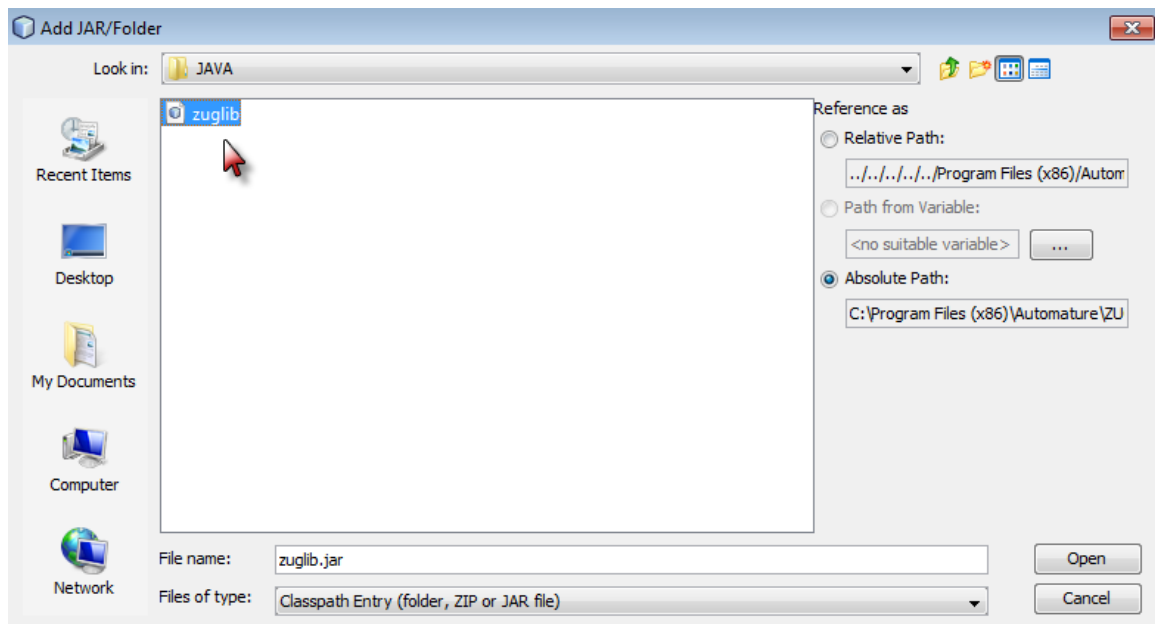 Add JAR/Folder
Look in: JAVA
zuglib
Recent Items
Desktop
My Documents
Computer
Network
Reference as
Relative Path:
../../../../../Program Files (x86)/Autom
Path from Variable:
<no suitable variable> ...
Absolute Path:
C:\Program Files (x86)\Automature\ZU
File name: zuglib.jar Open
Files of type: Classpath Entry (folder, ZIP or JAR file) Cancel